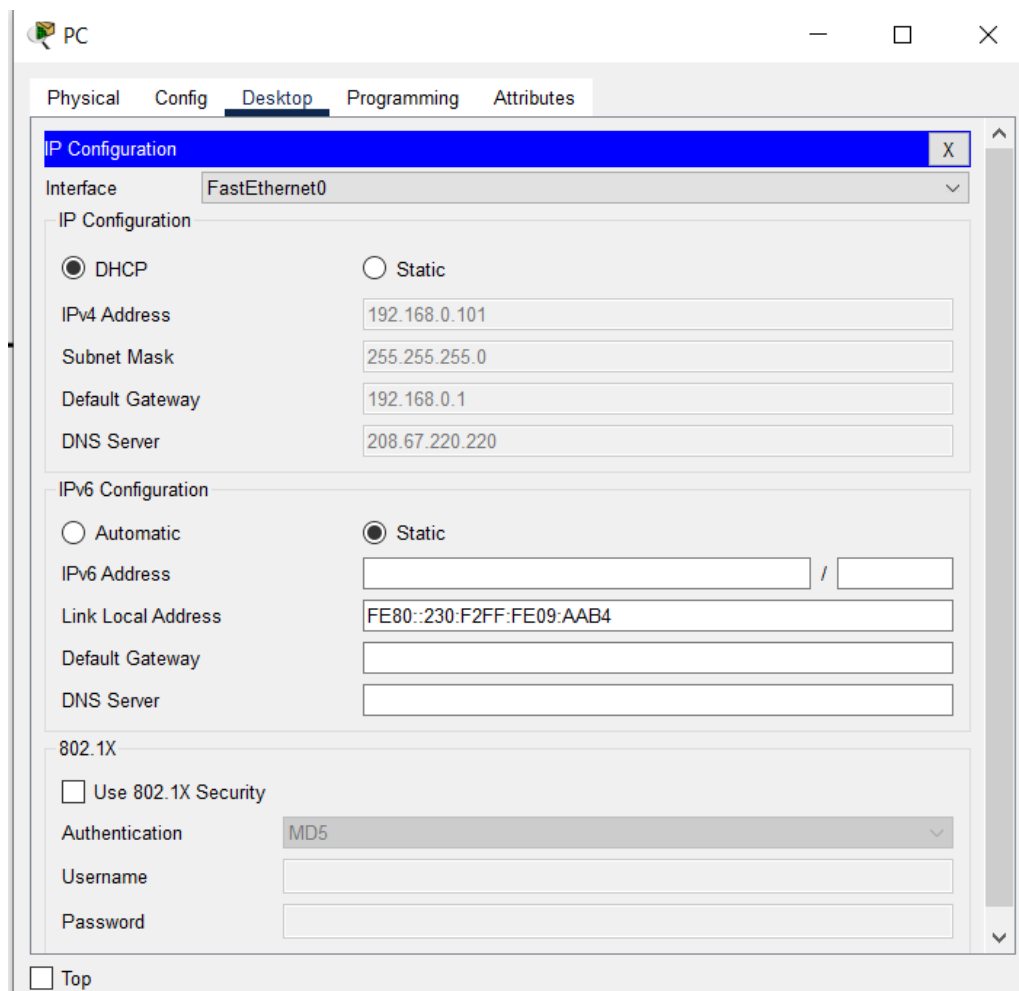 PC
Physical Config Desktop Programming Attributes
IP Configuration X
Interface FastEthernet0
IP Configuration
DHCP Static
IPv4 Address 192.168.0.101
Subnet Mask 255.255.255.0
Default Gateway 192.168.0.1
DNS Server 208.67.220.220
IPv6 Configuration
Automatic Static
IPv6 Address /
Link Local Address FE80::230:F2FF:FE09:AAB4
Default Gateway
DNS Server
802.1X
Use 802.1X Security
Authentication MD5
Username
Password
Top